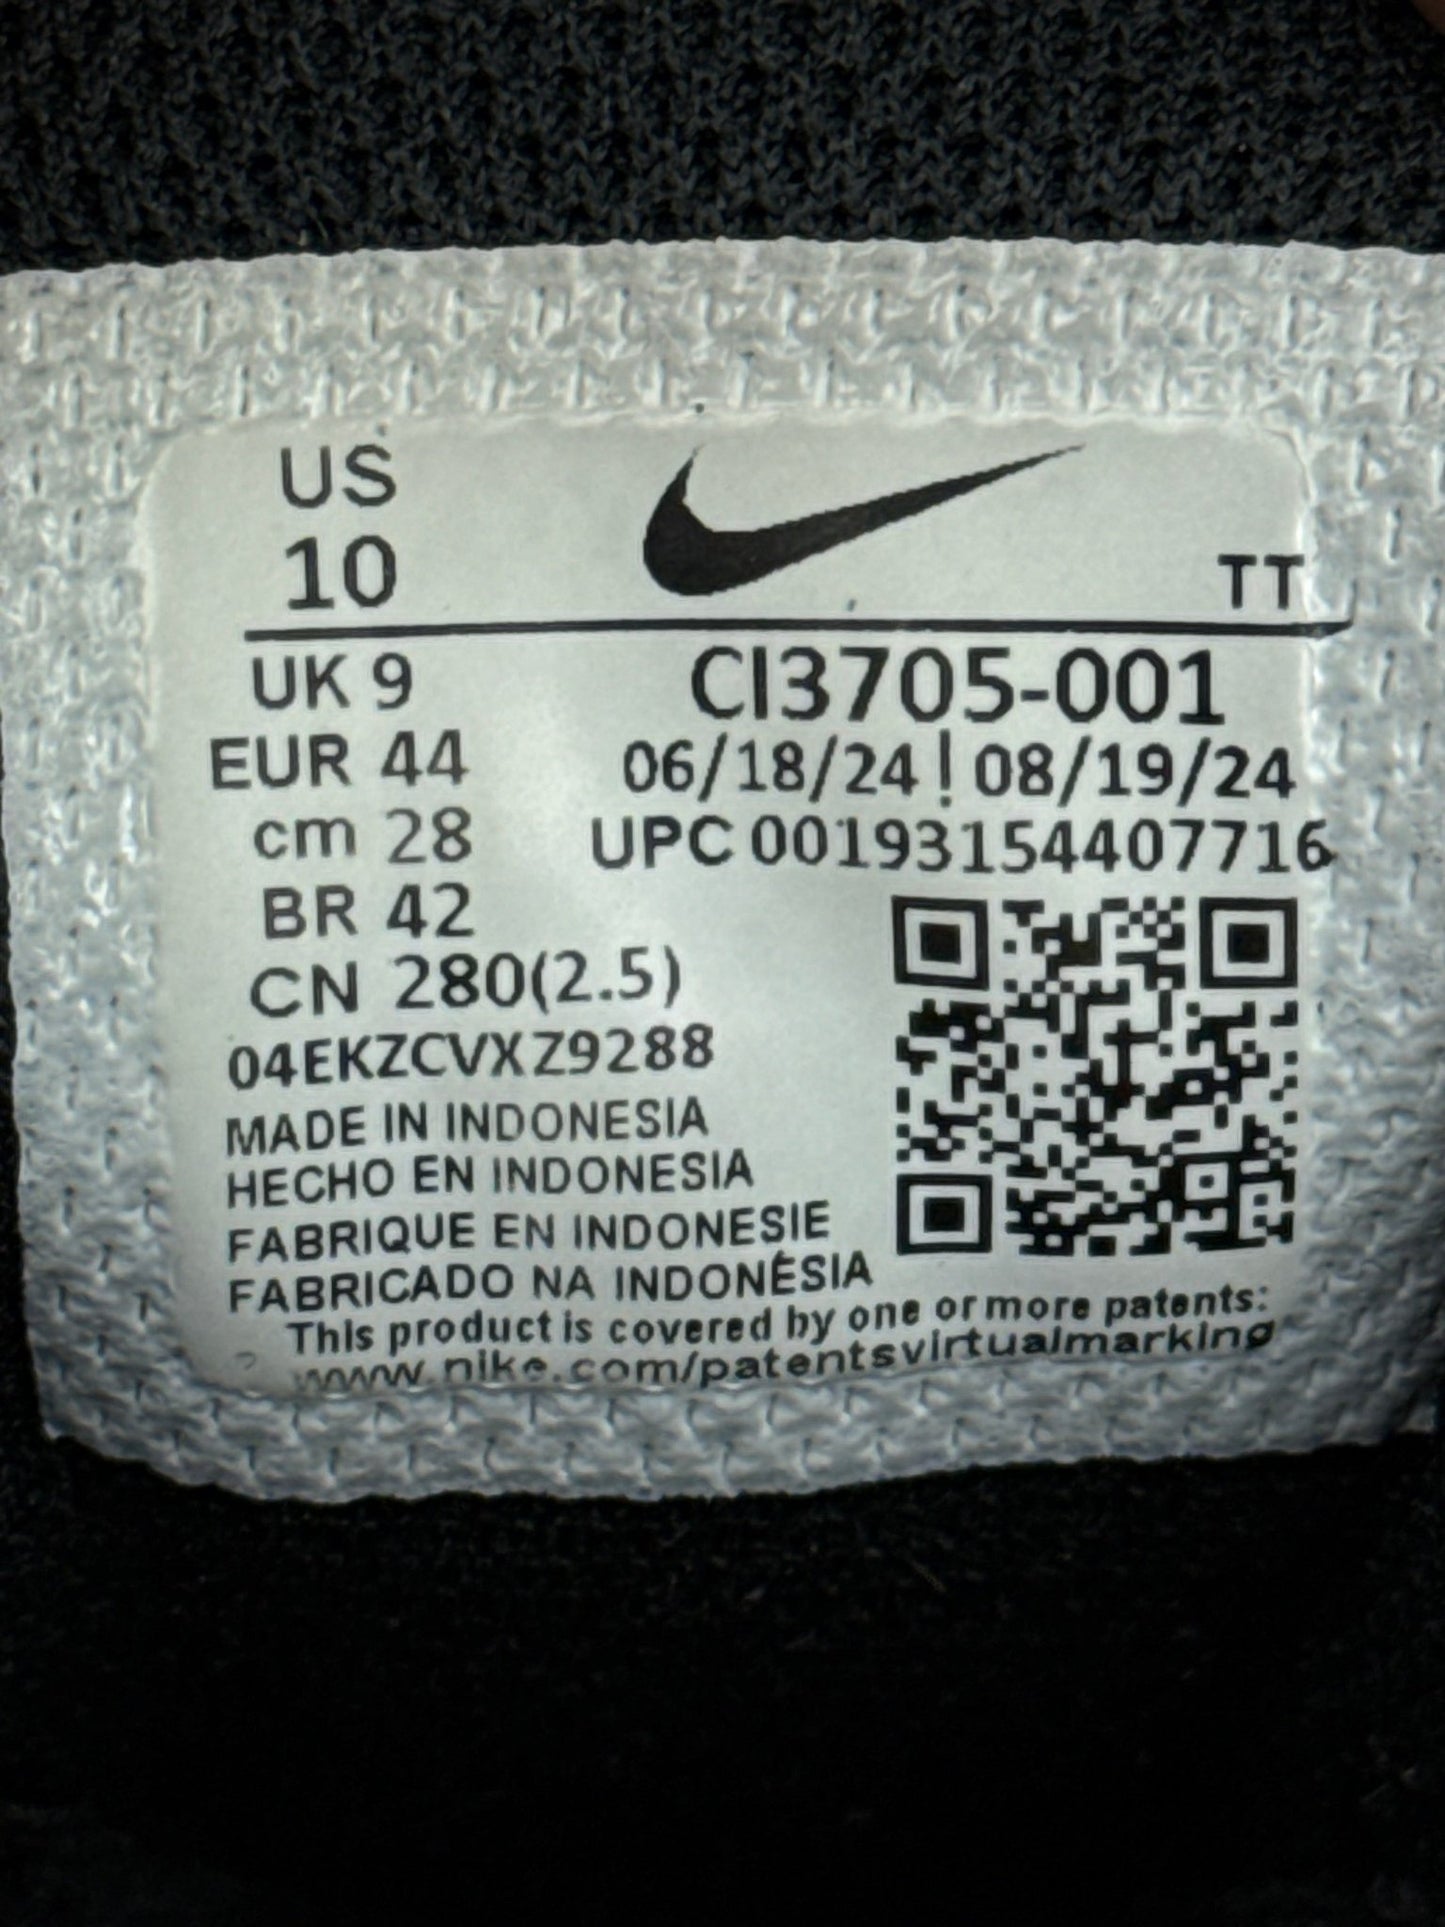 US
10
TT
UK 9
CI3705-001
EUR 44
06/18/24 ! 08/19/24
cm 28
UPC 00193154407716
BR 42
CN 280(2.5)
04EKZCVXZ9288
MADE IN INDONESIA
HECHO EN INDONESIA
FABRIQUE EN INDONESIE
FABRICADO NA INDONÉSIA
This product is covered by one or more patents:
www.nike.com/patentsvirtualmarking